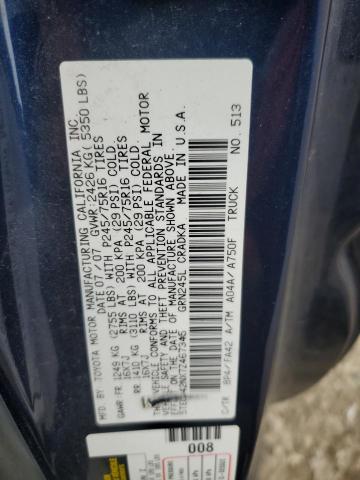 MFD. BY: TOYOTA MOTOR MANUFACTURING CALIFORNIA INC.
DATE: 07 / 07 GVWR: 2426 KG( 5350 LBS)
GAWR-FR: 1249 KG (2755 LBS) WITH P245/75R16 TIRES
16X7J RIMS AT 200 KPA (29 PSI) COLD.
RR: 1410 KG (3110 LBS) WITH P245/75R16 TIRES
16X7J RIMS AT 200 KPA (29 PSI) COLD
THIS VEHICLE CONFORMS TO ALL APPLICABLE FEDERAL MOTOR
VEHICLE SAFETY AND THEFT PREVENTION STANDARDS IN
EFFECT ON THE DATE OF MANUFACTURE SHOWN ABOVE.
GRN245L CRADKA MADE IN U.S.A.
C/TR 8P4/FA42 A/TM A04A/ A750F TRUCK NO. 513
008